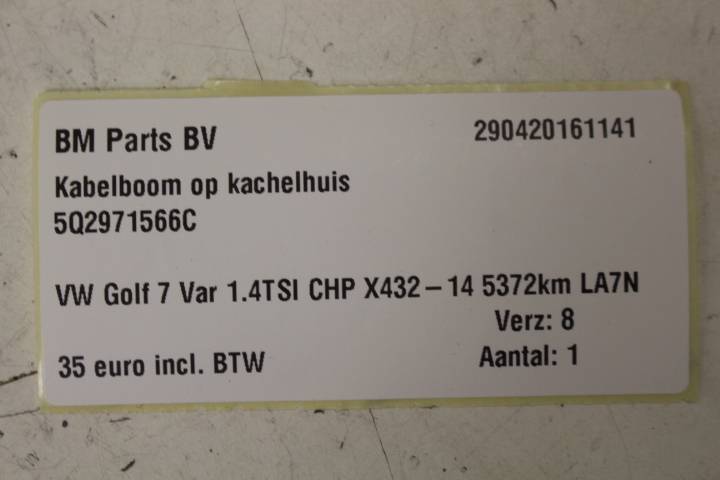 BM Parts BV 290420161141
Kabelboom op kachelhuis
5Q2971566C
VW Golf 7 Var 1.4TSI CHP X432-14 5372km LA7N
Verz: 8
35 euro incl. BTW Aantal: 1